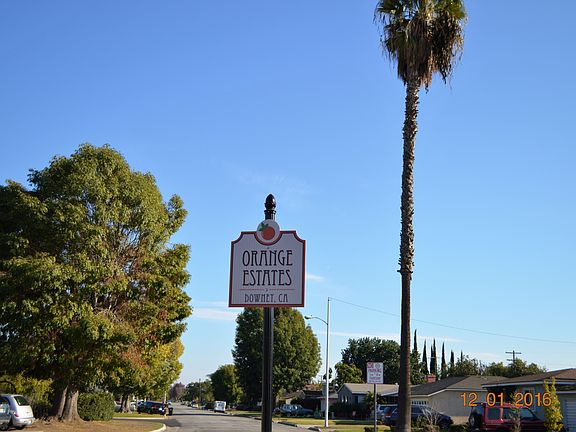 ORANGE
ESTATES
DOWNEY, CA
12.01.2016